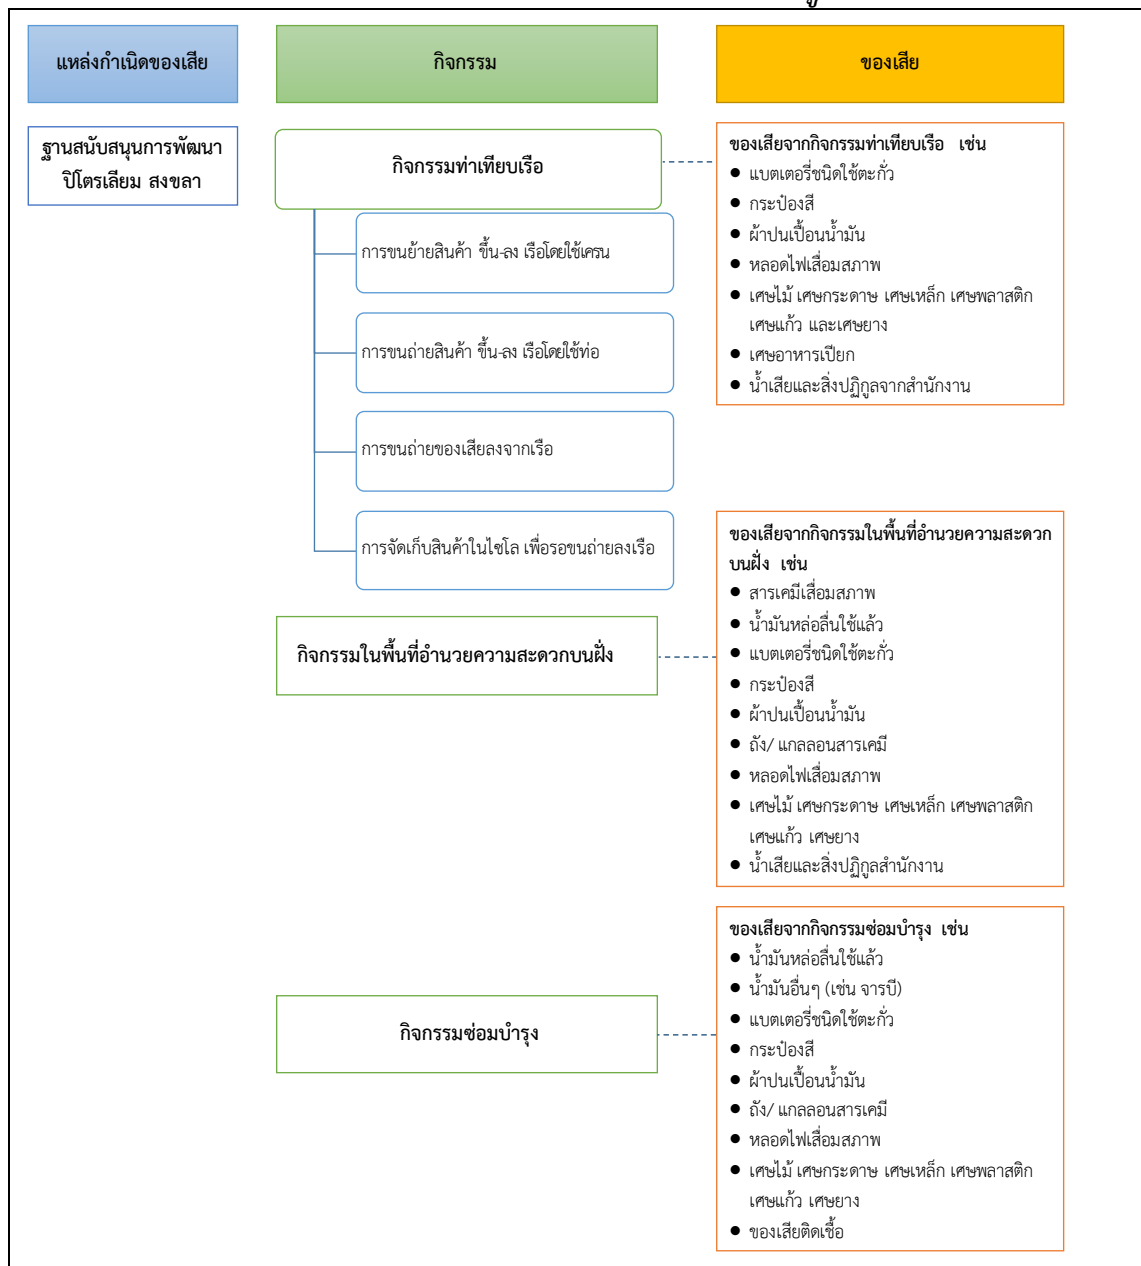 แหล่งกำเนิดของเสีย
กิจกรรม
ของเสีย
ฐานสนับสนุนการพัฒนา
ปิโตรเลียม สงขลา
กิจกรรมท่าเทียบเรือ
การขนย้ายสินค้า ขึ้น-ลง เรือโดยใช้เครน
การขนถ่ายสินค้า ขึ้น-ลง เรือโดยใช้ท่อ
การขนถ่ายของเสียลงจากเรือ
การจัดเก็บสินค้าในไซโล เพื่อรอขนถ่ายลงเรือ
ของเสียจากกิจกรรมท่าเทียบเรือ เช่น
● แบตเตอรี่ชนิดใช้ตะกั่ว
● กระป๋องสี
● ผ้าปนเปื้อนน้ำมัน
● หลอดไฟเสื่อมสภาพ
● เศษไม้ เศษกระดาษ เศษเหล็ก เศษพลาสติก
เศษแก้ว และเศษยาง
● เศษอาหารเปียก
● น้ำเสียและสิ่งปฏิกูลจากสำนักงาน
กิจกรรมในพื้นที่อำนวยความสะดวกบนฝั่ง
ของเสียจากกิจกรรมในพื้นที่อำนวยความสะดวก
บนฝั่ง เช่น
● สารเคมีเสื่อมสภาพ
● น้ำมันหล่อลื่นใช้แล้ว
● แบตเตอรี่ชนิดใช้ตะกั่ว
● กระป๋องสี
● ผ้าปนเปื้อนน้ำมัน
● ถัง/ แกลลอนสารเคมี
● หลอดไฟเสื่อมสภาพ
● เศษไม้ เศษกระดาษ เศษเหล็ก เศษพลาสติก
เศษแก้ว เศษยาง
● น้ำเสียและสิ่งปฏิกูลสำนักงาน
กิจกรรมซ่อมบำรุง
ของเสียจากกิจกรรมซ่อมบำรุง เช่น
● น้ำมันหล่อลื่นใช้แล้ว
● น้ำมันอื่นๆ (เช่น จารบี)
● แบตเตอรี่ชนิดใช้ตะกั่ว
● กระป๋องสี
● ผ้าปนเปื้อนน้ำมัน
● ถัง/ แกลลอนสารเคมี
● หลอดไฟเสื่อมสภาพ
● เศษไม้ เศษกระดาษ เศษเหล็ก เศษพลาสติก
เศษแก้ว เศษยาง
● ของเสียติดเชื้อ